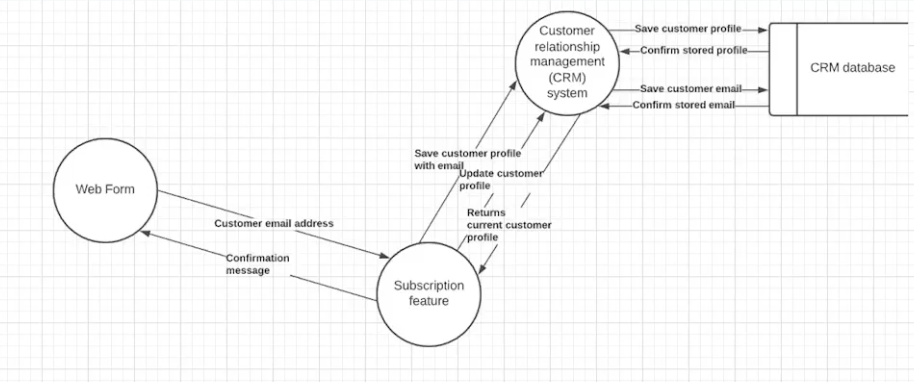 Customer
relationship
management
(CRM)
system
Save customer profile
Confirm stored profile
CRM database
Save customer email
Confirm stored email
Save customer profile
with email
Update customer
profile
Web Form
Customer email address
Returns
current customer
profile
Confirmation
message
Subscription
feature